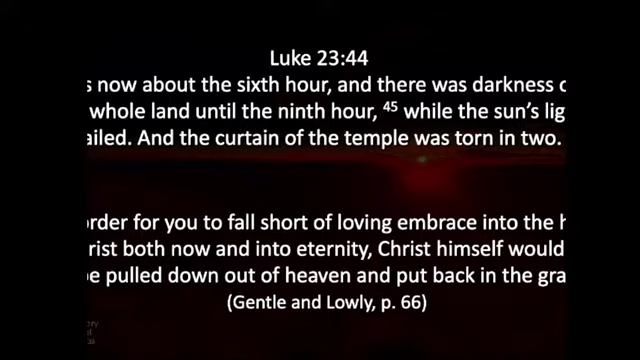 Luke 23:44
s now about the sixth hour, and there was darkness o
whole land until the ninth hour, ⁴⁵ while the sun's lig
ailed. And the curtain of the temple was torn in two.
order for you to fall short of loving embrace into the h
rist both now and into eternity, Christ himself would
be pulled down out of heaven and put back in the gra
(Gentle and Lowly, p. 66)